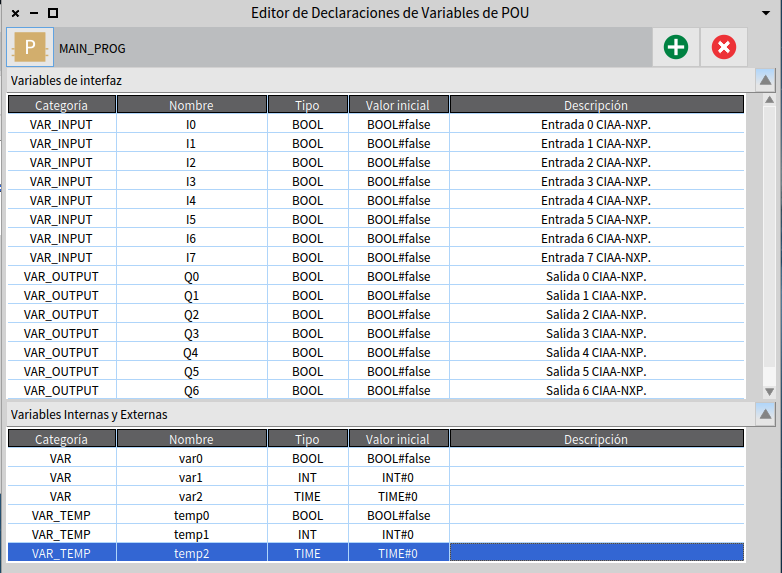 Editor de Declaraciones de Variables de POU
P MAIN_PROG
Variables de interfaz
Categoría Nombre Tipo Valor inicial Descripción
VAR_INPUT I0 BOOL BOOL#false Entrada 0 CIAA-NXP.
VAR_INPUT I1 BOOL BOOL#false Entrada 1 CIAA-NXP.
VAR_INPUT I2 BOOL BOOL#false Entrada 2 CIAA-NXP.
VAR_INPUT I3 BOOL BOOL#false Entrada 3 CIAA-NXP.
VAR_INPUT I4 BOOL BOOL#false Entrada 4 CIAA-NXP.
VAR_INPUT I5 BOOL BOOL#false Entrada 5 CIAA-NXP.
VAR_INPUT I6 BOOL BOOL#false Entrada 6 CIAA-NXP.
VAR_INPUT I7 BOOL BOOL#false Entrada 7 CIAA-NXP.
VAR_OUTPUT Q0 BOOL BOOL#false Salida 0 CIAA-NXP.
VAR_OUTPUT Q1 BOOL BOOL#false Salida 1 CIAA-NXP.
VAR_OUTPUT Q2 BOOL BOOL#false Salida 2 CIAA-NXP.
VAR_OUTPUT Q3 BOOL BOOL#false Salida 3 CIAA-NXP.
VAR_OUTPUT Q4 BOOL BOOL#false Salida 4 CIAA-NXP.
VAR_OUTPUT Q5 BOOL BOOL#false Salida 5 CIAA-NXP.
VAR_OUTPUT Q6 BOOL BOOL#false Salida 6 CIAA-NXP.
Variables Internas y Externas
Categoría Nombre Tipo Valor inicial Descripción
VAR var0 BOOL BOOL#false
VAR var1 INT INT#0
VAR var2 TIME TIME#0
VAR_TEMP temp0 BOOL BOOL#false
VAR_TEMP temp1 INT INT#0
VAR_TEMP temp2 TIME TIME#0